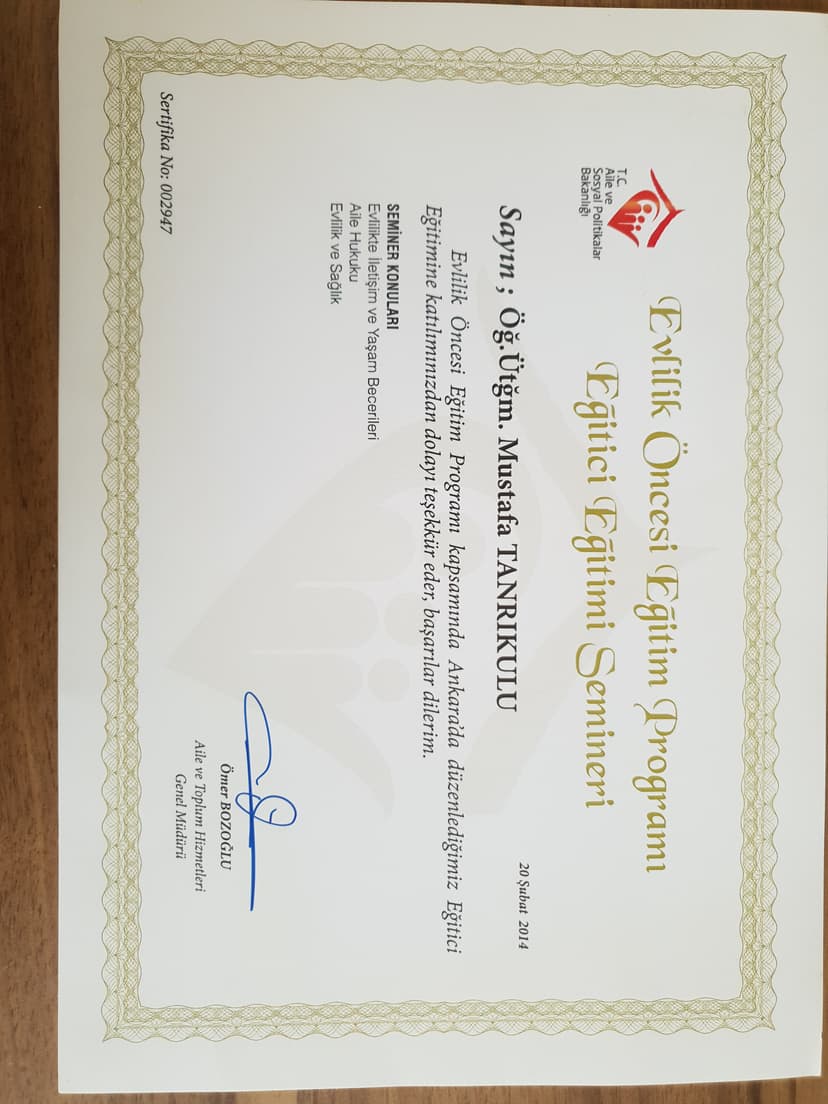 T.C.
Aile ve
Sosyal Politikalar
Bakanlığı
Evlilik Öncesi Eğitim Programı
Eğitici Eğitimi Semineri
20 Şubat 2014
Sayın ; Öğ.Ütğm. Mustafa TANRIKULU
Evlilik Öncesi Eğitim Programı kapsamında Ankara'da düzenlediğimiz Eğitici
Eğitimine katılımınızdan dolayı teşekkür eder, başarılar dilerim.
SEMİNER KONULARI
Evlilikte İletişim ve Yaşam Becerileri
Aile Hukuku
Evlilik ve Sağlık
Ömer BOZOĞLU
Aile ve Toplum Hizmetleri
Genel Müdürü
Sertifika No: 002947